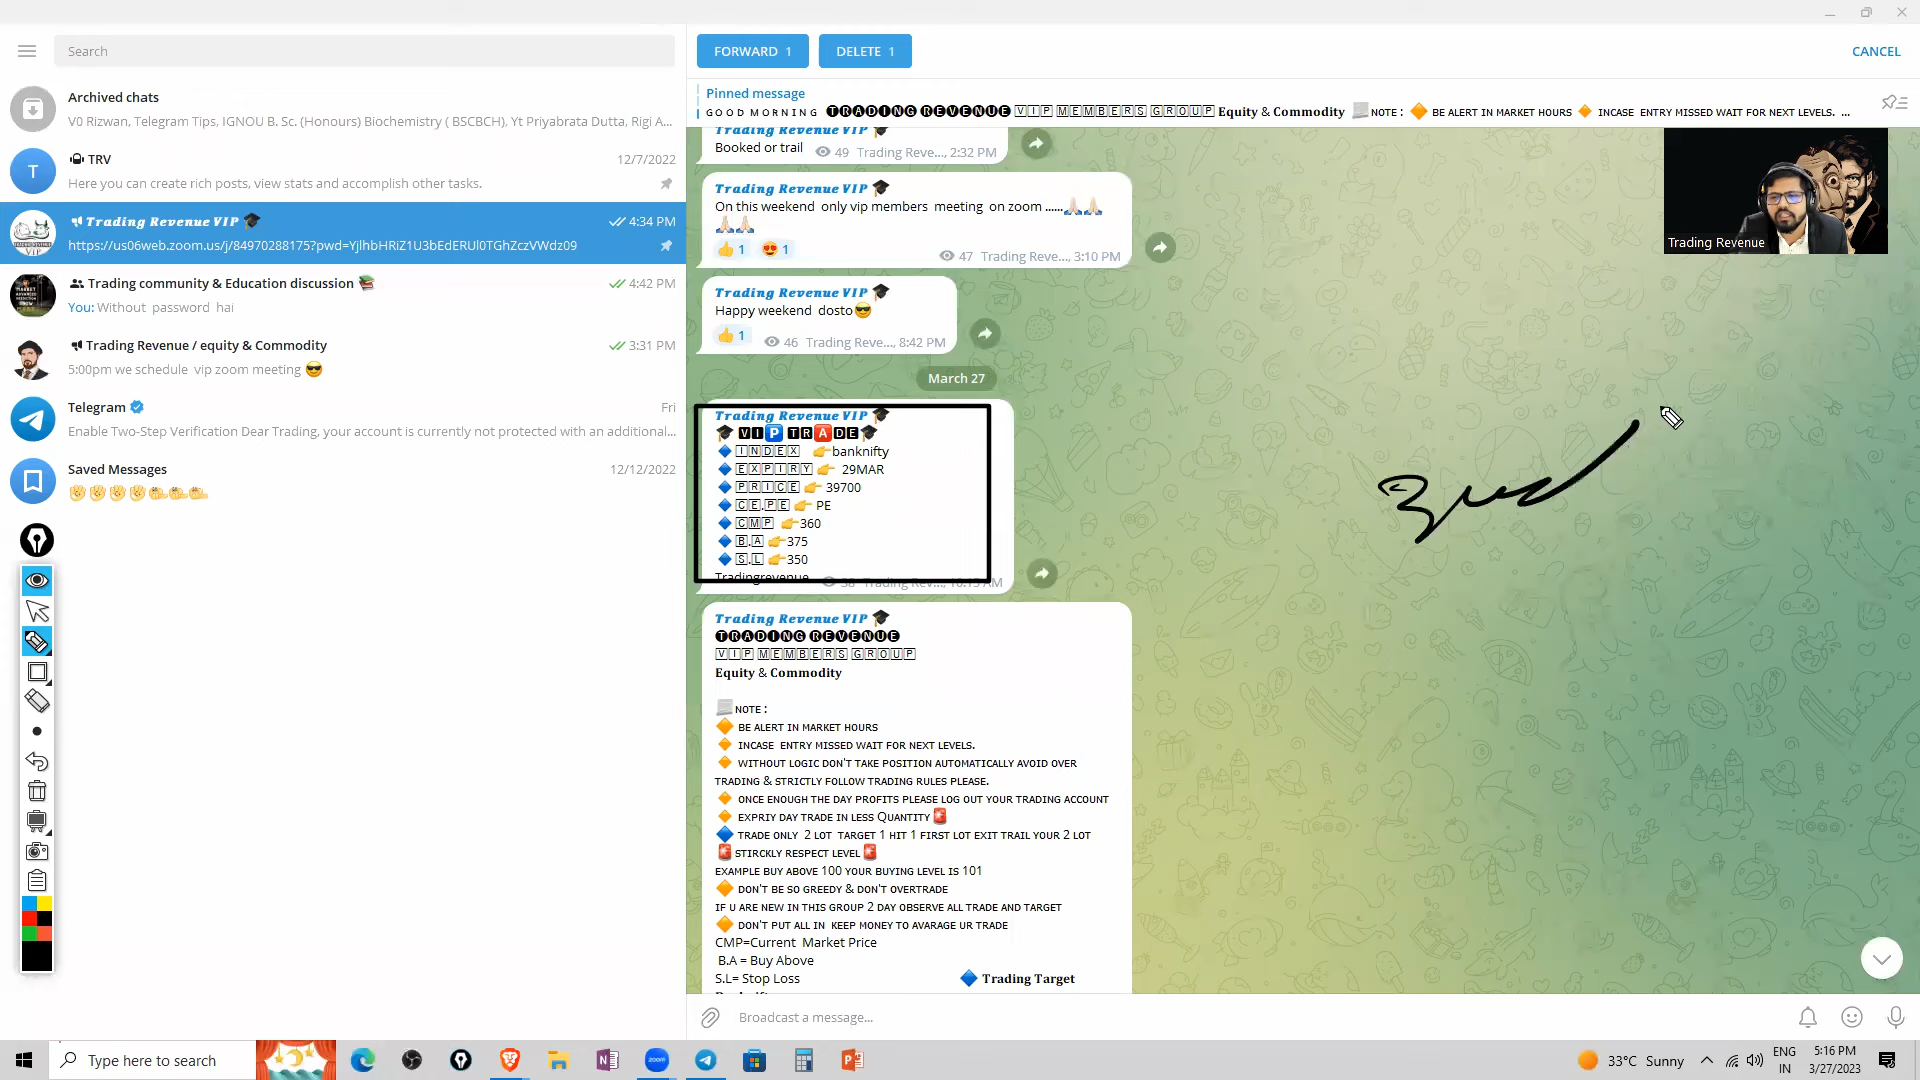 Search
FORWARD 1
DELETE 1
CANCEL
Archived chats
V0 Rizwan, Telegram Tips, IGNOU B. Sc. (Honours) Biochemistry ( BSCBCH), Yt Priyabrata Dutta, Rigi A...
TRV
12/7/2022
Here you can create rich posts, view stats and accomplish other tasks.
Trading Revenue VIP 🎓
4:34 PM
https://us06web.zoom.us/j/84970288175?pwd=YjlhbHRiZ1U3bEdERUl0TGhZczVWdz09
Trading community & Education discussion 📚
4:42 PM
You: Without password hai
Trading Revenue / equity & Commodity
3:31 PM
5:00pm we schedule vip zoom meeting 😎
Telegram
Fri
Enable Two-Step Verification Dear Trading, your account is currently not protected with an additional...
Saved Messages
12/12/2022
Pinned message
GOOD MORNING TRADING REVENUE VIP MEMBERS GROUP Equity & Commodity NOTE : 🔶 BE ALERT IN MARKET HOURS 🔸 INCASE ENTRY MISSED WAIT FOR NEXT LEVELS. ...
Trading Revenue VIP 🎓
Booked or trail
49 Trading Reve..., 2:32 PM
Trading Revenue VIP 🎓
On this weekend only vip members meeting on zoom ......🙏🏻🙏🏻
🙏🏻🙏🏻
👍 1 😍 1
47 Trading Reve..., 3:10 PM
Trading Revenue VIP 🎓
Happy weekend dosto😎
👍 1
46 Trading Reve..., 8:42 PM
March 27
Trading Revenue VIP 🎓
🎓 VIP TRADE🎓
🔹 INDEX 👉banknifty
🔹 EXPIRY 👉 29MAR
🔹 PRICE 👉 39700
🔹 CE.PE 👉 PE
🔹 CMP 👉360
🔹 B.A 👉375
🔹 S.L 👉350
Tradingrevenue
Trading Revenue VIP 🎓
TRADING REVENUE
VIP MEMBERS GROUP
Equity & Commodity
NOTE :
🔶 BE ALERT IN MARKET HOURS
🔸 INCASE ENTRY MISSED WAIT FOR NEXT LEVELS.
🔸 WITHOUT LOGIC DON'T TAKE POSITION AUTOMATICALLY AVOID OVER
TRADING & STRICTLY FOLLOW TRADING RULES PLEASE.
🔸 ONCE ENOUGH THE DAY PROFITS PLEASE LOG OUT YOUR TRADING ACCOUNT
🔸 EXPRIY DAY TRADE IN LESS QUANTITY🚨
🔷 TRADE ONLY 2 LOT TARGET 1 HIT 1 FIRST LOT EXIT TRAIL YOUR 2 LOT
🚨STIRCKLY RESPECT LEVEL🚨
EXAMPLE BUY ABOVE 100 YOUR BUYING LEVEL IS 101
🔶 DON'T BE SO GREEDY & DON'T OVERTRADE
IF U ARE NEW IN THIS GROUP 2 DAY OBSERVE ALL TRADE AND TARGET
🔶 DON'T PUT ALL IN KEEP MONEY TO AVARAGE UR TRADE
CMP=Current Market Price
B.A = Buy Above
S.L= Stop Loss 🔷 Trading Target
Trading Revenue
Broadcast a message...
Type here to search
33°C Sunny
ENG
IN
5:16 PM
3/27/2023